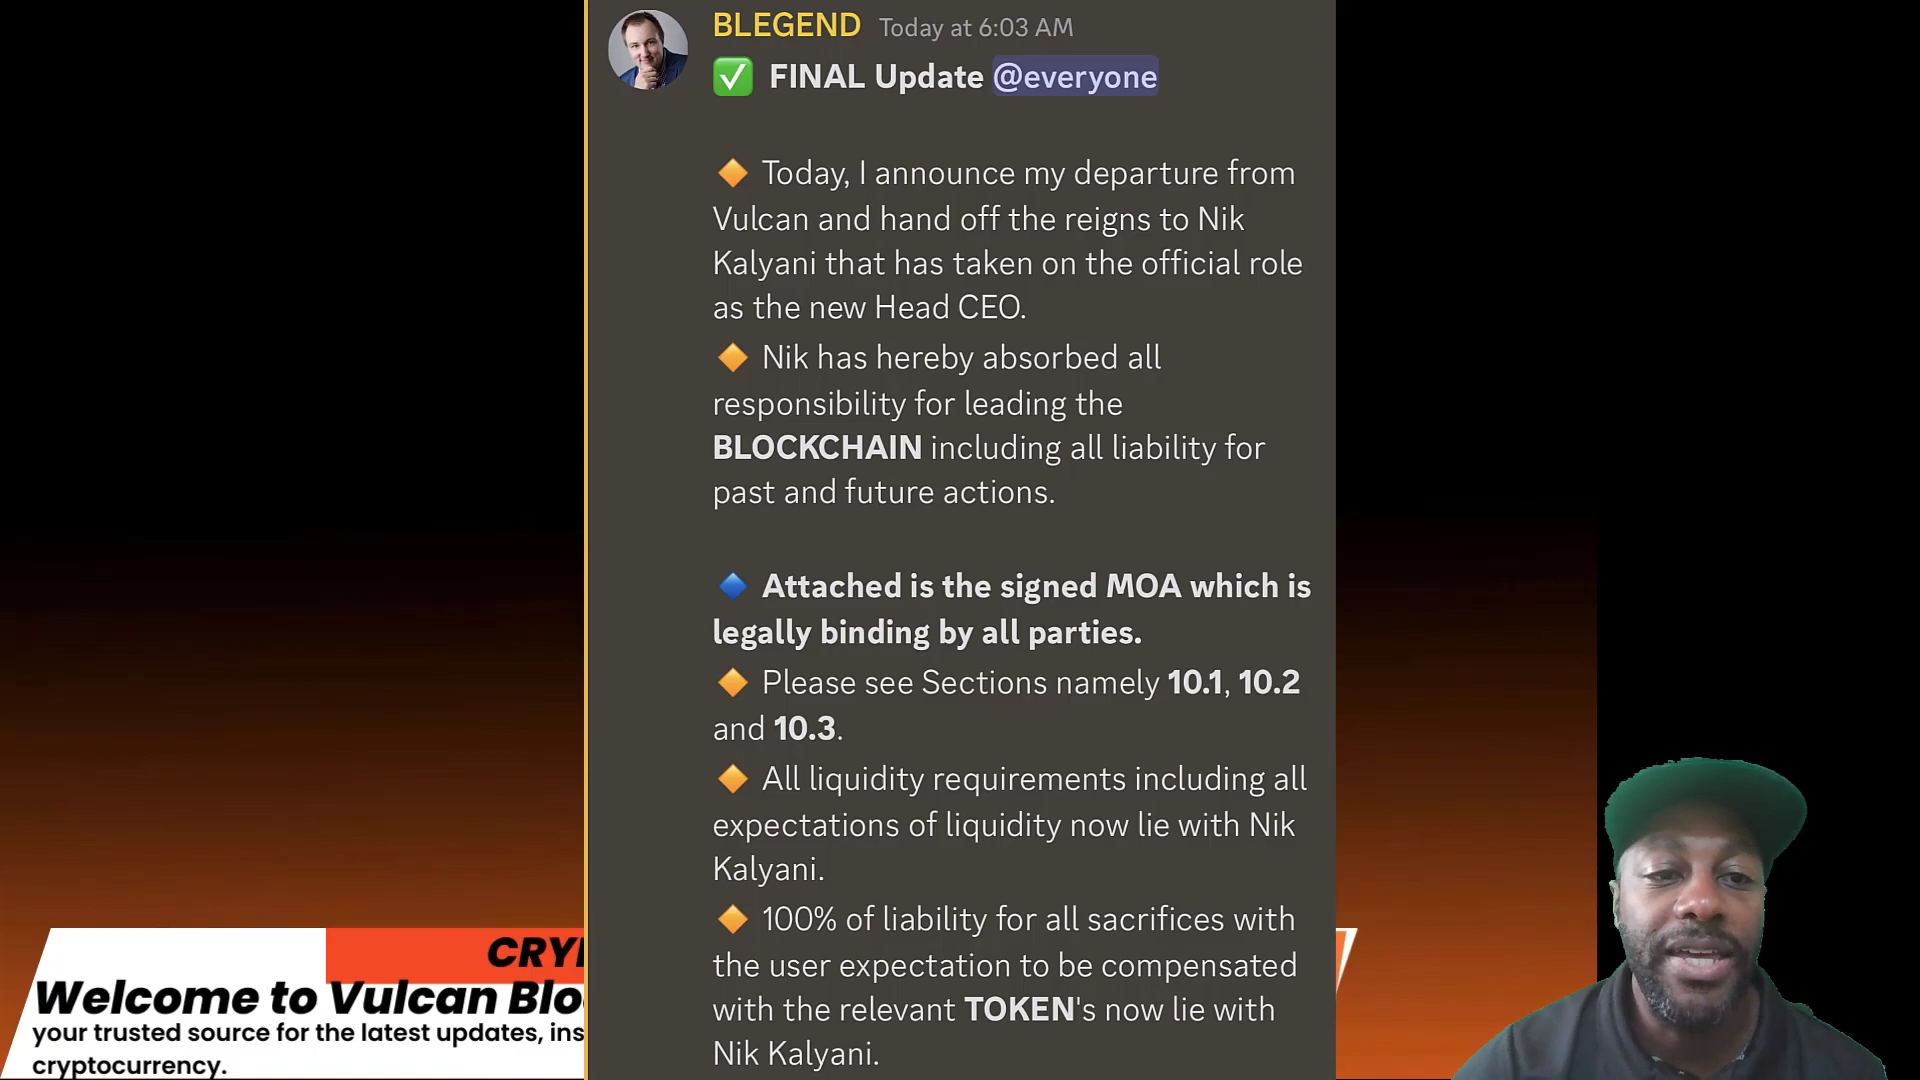 BLEGEND Today at 6:03 AM
✅ FINAL Update @everyone
🔸 Today, I announce my departure from
Vulcan and hand off the reigns to Nik
Kalyani that has taken on the official role
as the new Head CEO.
🔸 Nik has hereby absorbed all
responsibility for leading the
BLOCKCHAIN including all liability for
past and future actions.
🔹 Attached is the signed MOA which is
legally binding by all parties.
🔸 Please see Sections namely 10.1, 10.2
and 10.3.
🔸 All liquidity requirements including all
expectations of liquidity now lie with Nik
Kalyani.
🔸 100% of liability for all sacrifices with
the user expectation to be compensated
with the relevant TOKEN's now lie with
Nik Kalyani.
Welcome to Vulcan
your trusted source for the latest updates,
cryptocurrency.